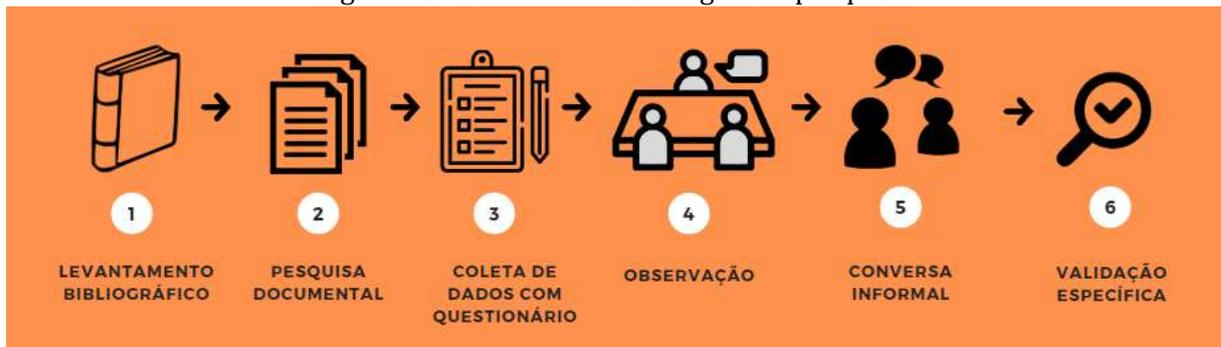 1
LEVANTAMENTO
BIBLIOGRÁFICO
2
PESQUISA
DOCUMENTAL
3
COLETA DE
DADOS COM
QUESTIONÁRIO
4
OBSERVAÇÃO
5
CONVERSA
INFORMAL
6
VALIDAÇÃO
ESPECÍFICA